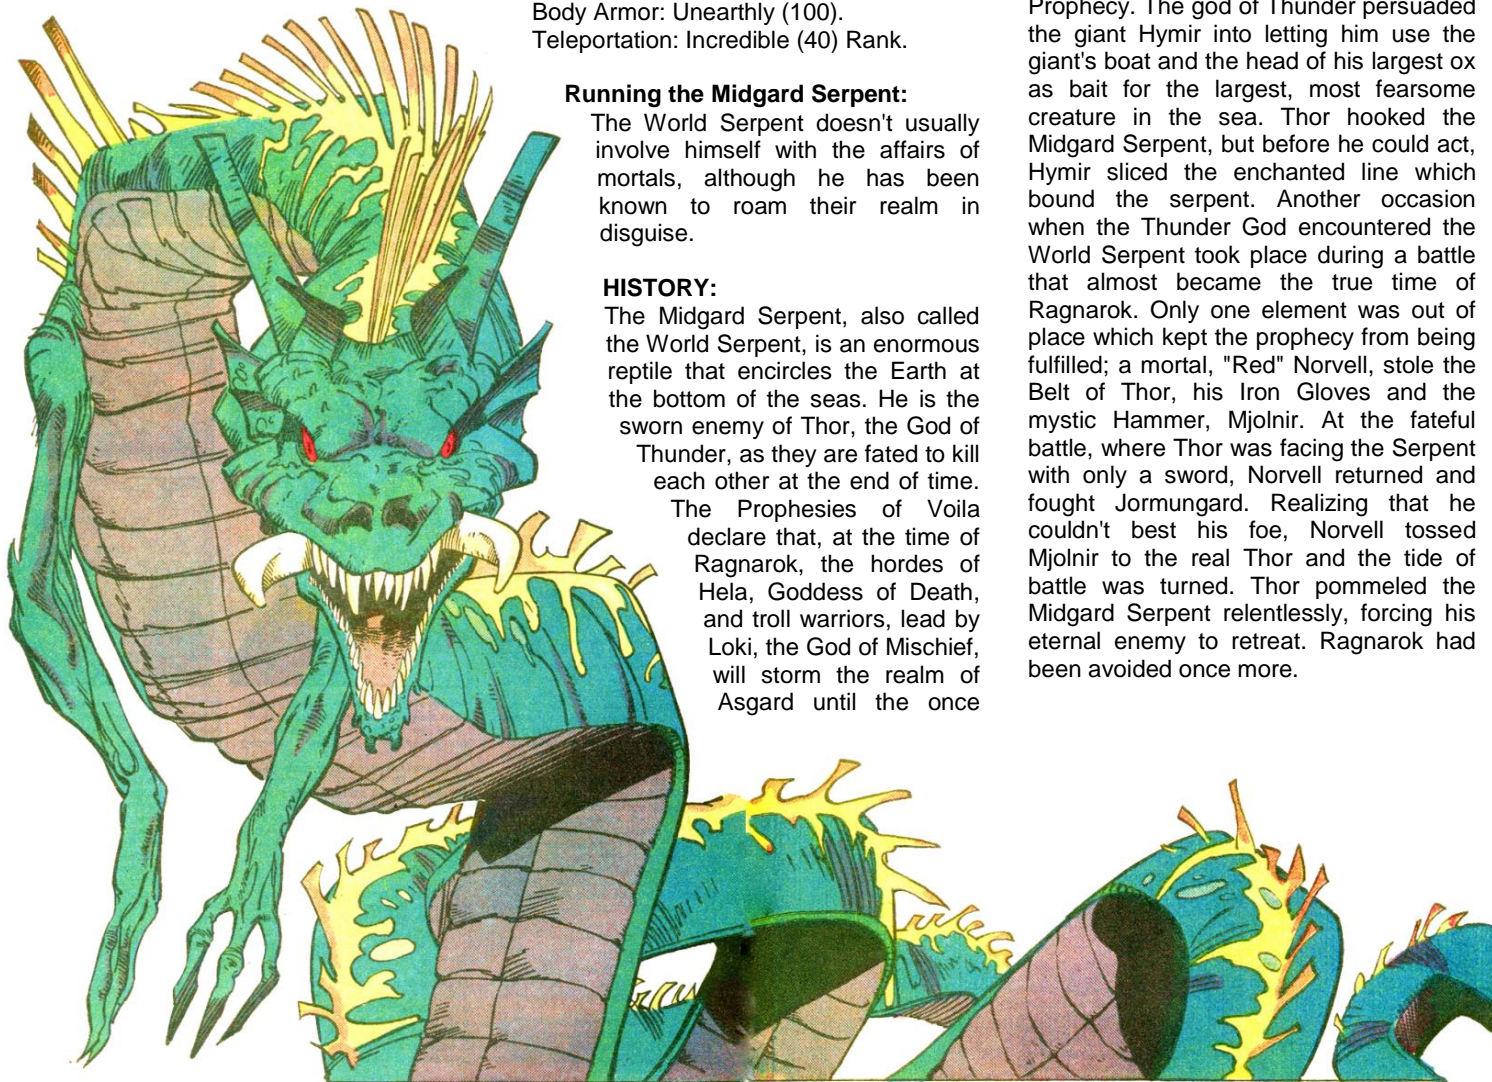 Body Armor: Unearthly (100).
Teleportation: Incredible (40) Rank.
Running the Midgard Serpent:
The World Serpent doesn't usually
involve himself with the affairs of
mortals, although he has been
known to roam their realm in
disguise.
HISTORY:
The Midgard Serpent, also called
the World Serpent, is an enormous
reptile that encircles the Earth at
the bottom of the seas. He is the
sworn enemy of Thor, the God of
Thunder, as they are fated to kill
each other at the end of time.
The Prophesies of Voila
declare that, at the time of
Ragnarok, the hordes of
Hela, Goddess of Death,
and troll warriors, lead by
Loki, the God of Mischief,
will storm the realm of
Asgard until the once
Prophecy. The god of Thunder persuaded
the giant Hymir into letting him use the
giant's boat and the head of his largest ox
as bait for the largest, most fearsome
creature in the sea. Thor hooked the
Midgard Serpent, but before he could act,
Hymir sliced the enchanted line which
bound the serpent. Another occasion
when the Thunder God encountered the
World Serpent took place during a battle
that almost became the true time of
Ragnarok. Only one element was out of
place which kept the prophecy from being
fulfilled; a mortal, "Red" Norvell, stole the
Belt of Thor, his Iron Gloves and the
mystic Hammer, Mjolnir. At the fateful
battle, where Thor was facing the Serpent
with only a sword, Norvell returned and
fought Jormungard. Realizing that he
couldn't best his foe, Norvell tossed
Mjolnir to the real Thor and the tide of
battle was turned. Thor pommeled the
Midgard Serpent relentlessly, forcing his
eternal enemy to retreat. Ragnarok had
been avoided once more.